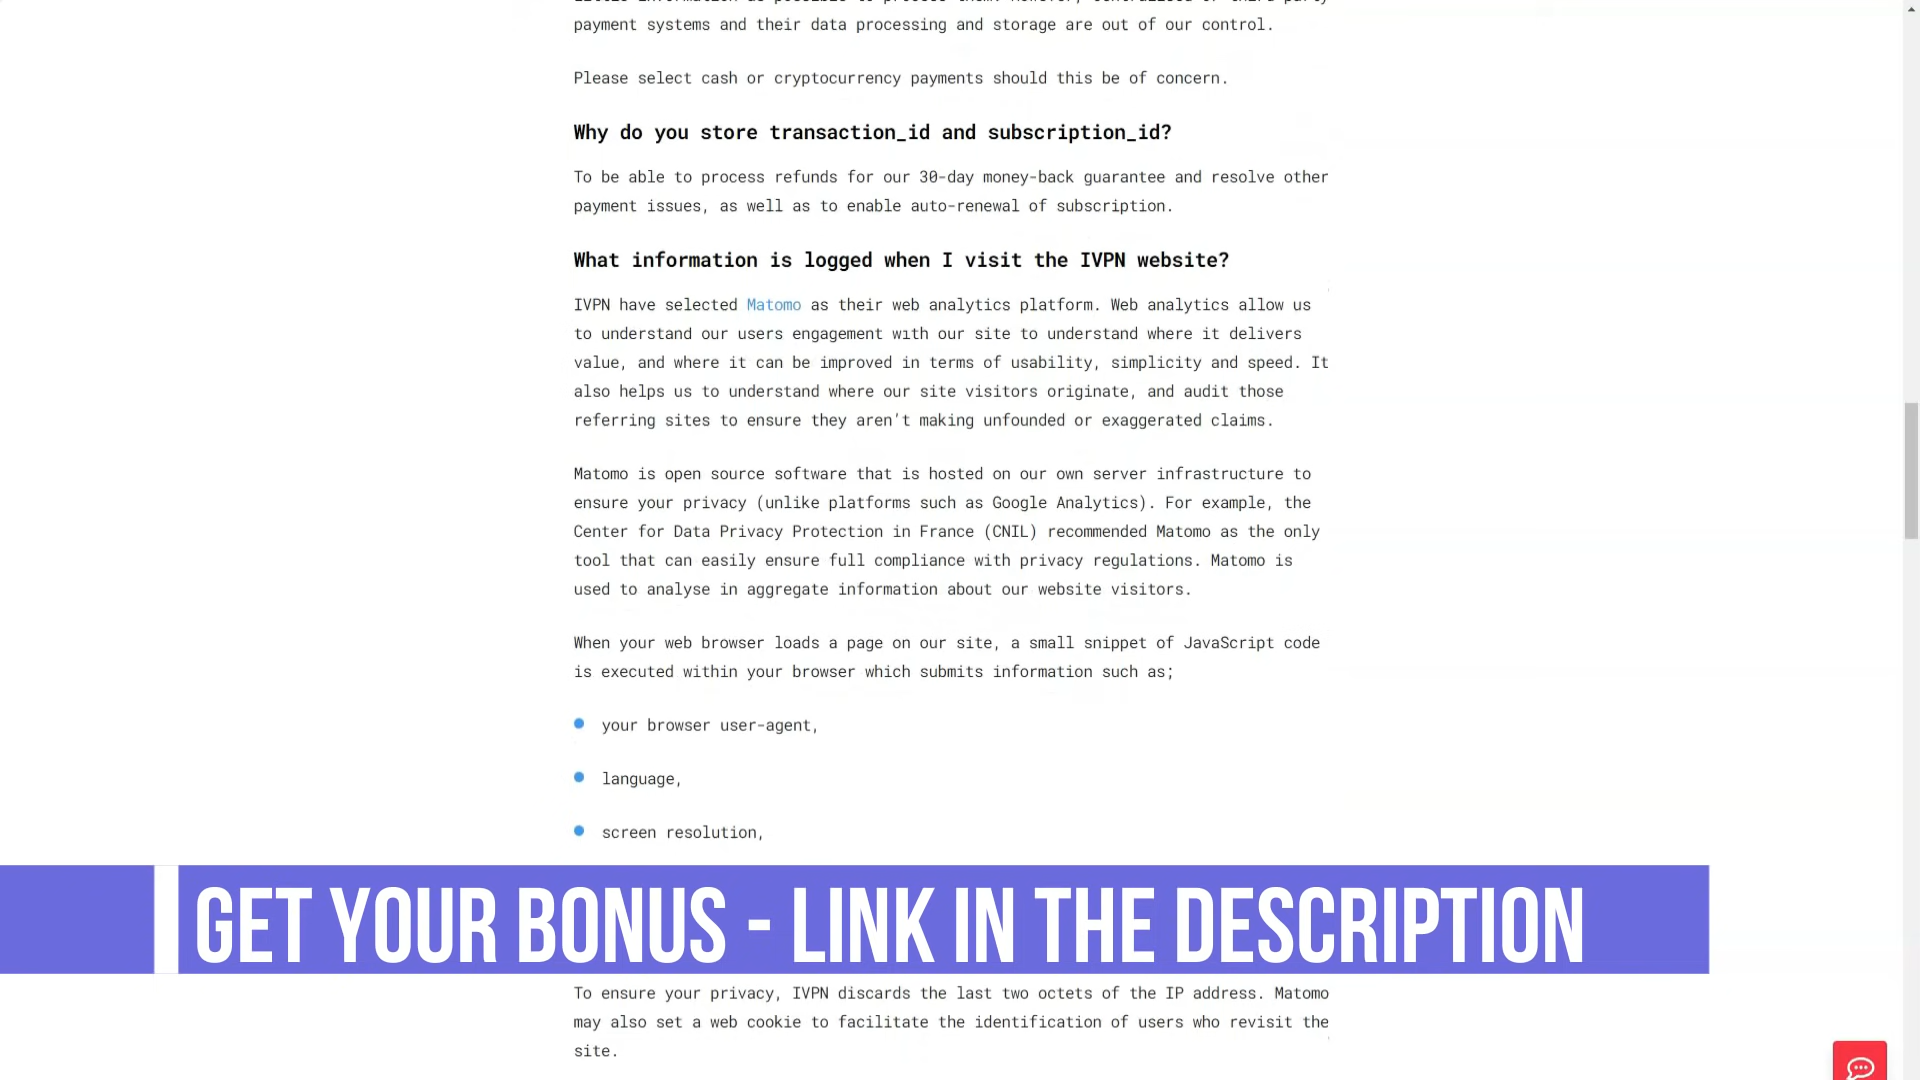 payment systems and their data processing and storage are out of our control.
Please select cash or cryptocurrency payments should this be of concern.
Why do you store transaction_id and subscription_id?
To be able to process refunds for our 30-day money-back guarantee and resolve other
payment issues, as well as to enable auto-renewal of subscription.
What information is logged when I visit the IVPN website?
IVPN have selected Matomo as their web analytics platform. Web analytics allow us
to understand our users engagement with our site to understand where it delivers
value, and where it can be improved in terms of usability, simplicity and speed. It
also helps us to understand where our site visitors originate, and audit those
referring sites to ensure they aren't making unfounded or exaggerated claims.
Matomo is open source software that is hosted on our own server infrastructure to
ensure your privacy (unlike platforms such as Google Analytics). For example, the
Center for Data Privacy Protection in France (CNIL) recommended Matomo as the only
tool that can easily ensure full compliance with privacy regulations. Matomo is
used to analyse in aggregate information about our website visitors.
When your web browser loads a page on our site, a small snippet of JavaScript code
is executed within your browser which submits information such as;
your browser user-agent,
language,
screen resolution,
GET YOUR BONUS - LINK IN THE DESCRIPTION
To ensure your privacy, IVPN discards the last two octets of the IP address. Matomo
may also set a web cookie to facilitate the identification of users who revisit the
site.